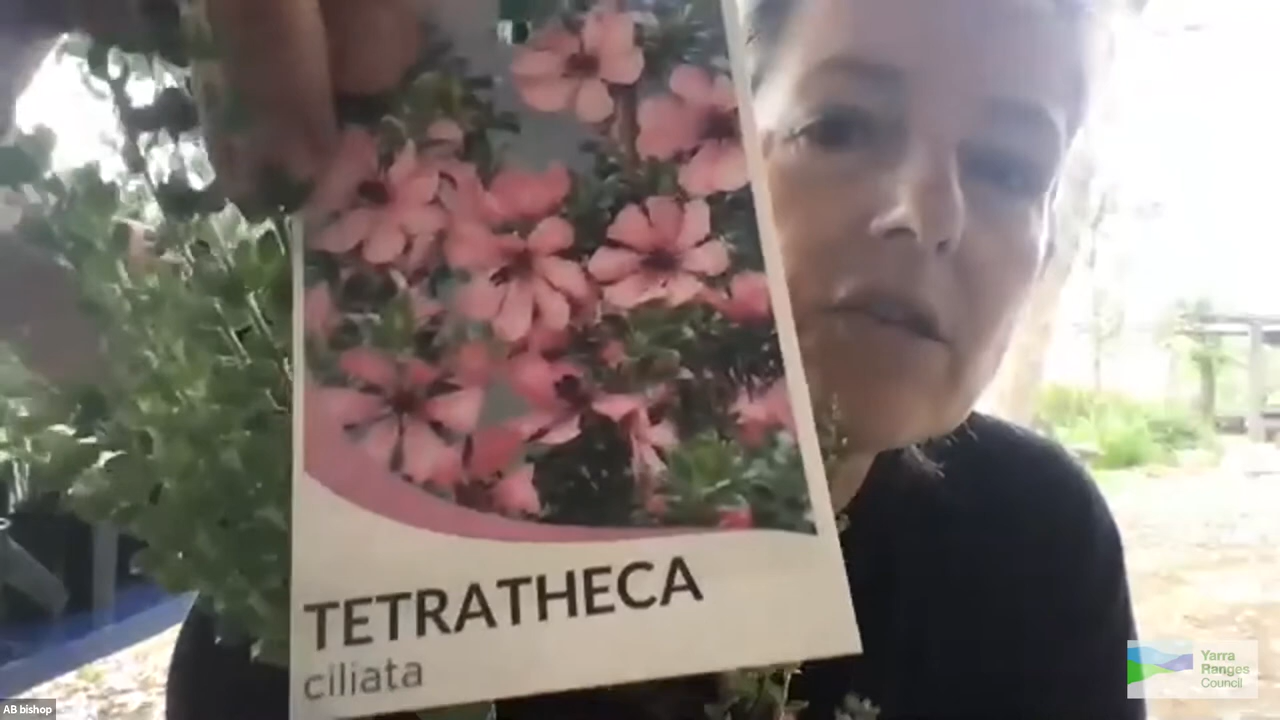 TETRATHECA
ciliata
Yarra
Ranges
Council
AB bishop